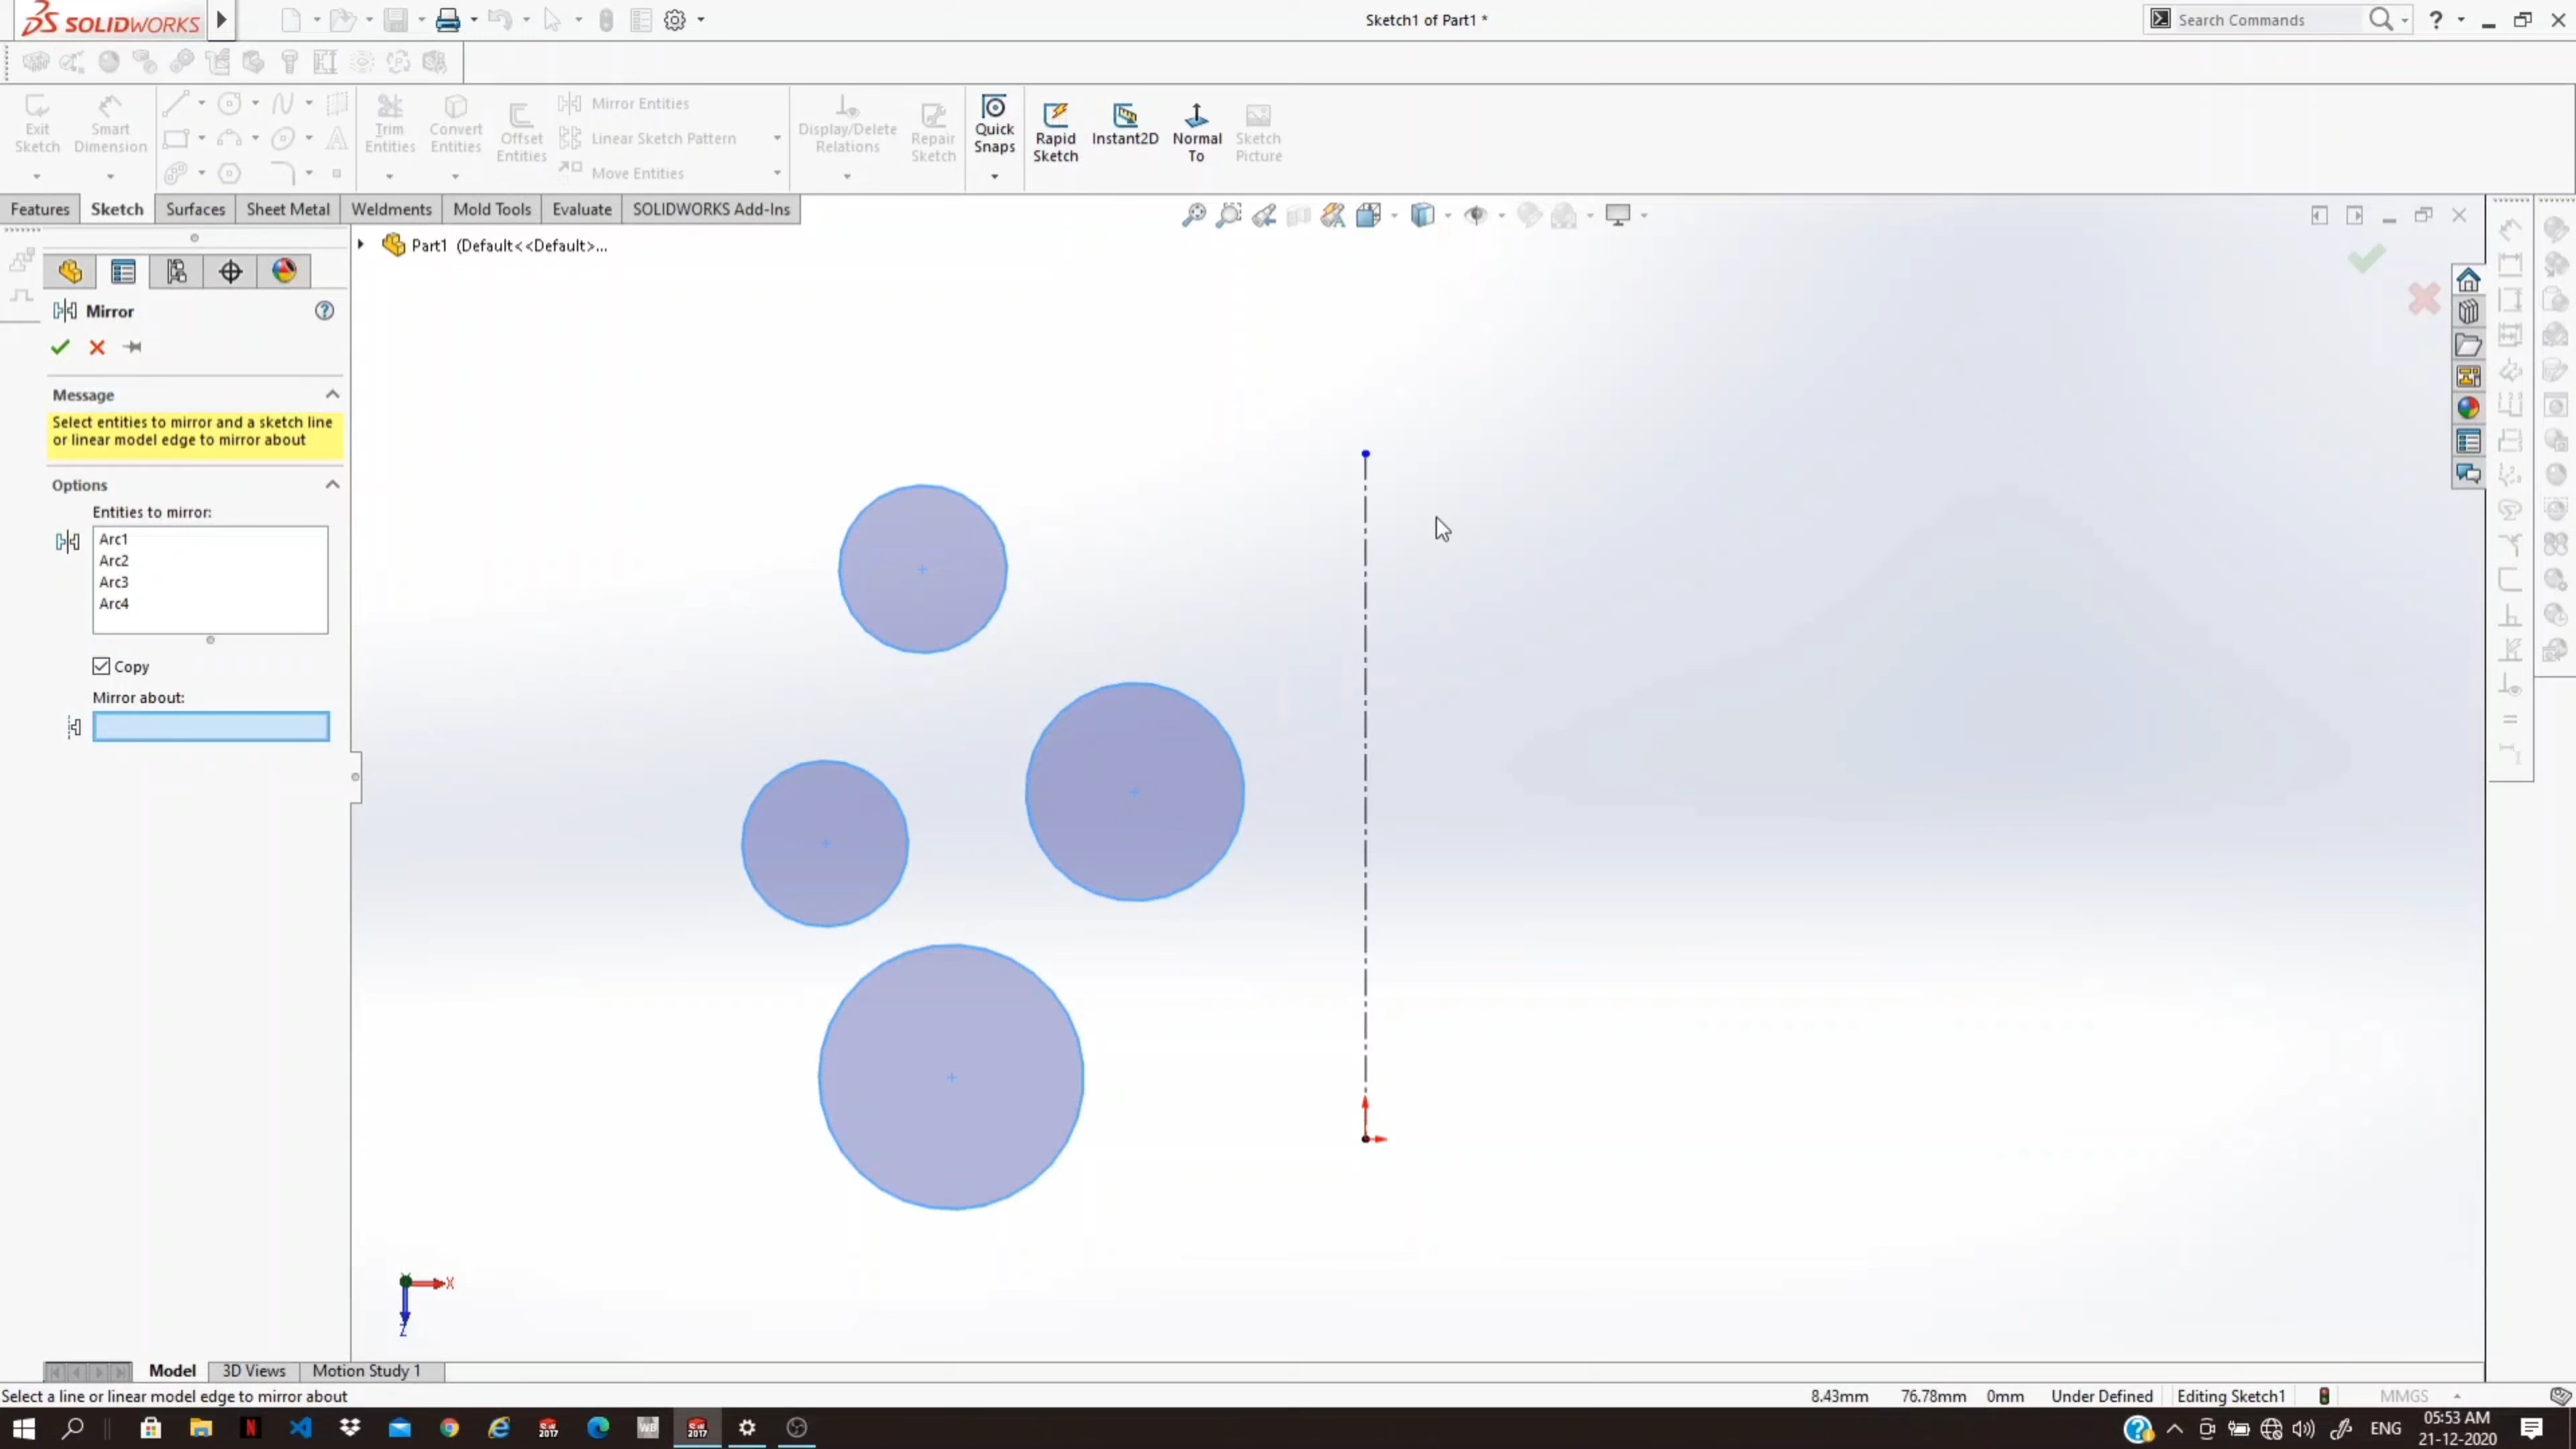 SOLIDWORKS
Sketch1 of Part1 *
Search Commands
Exit Sketch
Smart Dimension
Trim Entities
Convert Entities
Offset Entities
Mirror Entities
Linear Sketch Pattern
Move Entities
Display/Delete Relations
Repair Sketch
Quick Snaps
Rapid Sketch
Instant2D
Normal To
Sketch Picture
Features Sketch Surfaces Sheet Metal Weldments Mold Tools Evaluate SOLIDWORKS Add-Ins
Part1 (Default<<Default>...
Mirror
Message
Select entities to mirror and a sketch line
or linear model edge to mirror about
Options
Entities to mirror:
Arc1
Arc2
Arc3
Arc4
Copy
Mirror about:
X
Z
Model 3D Views Motion Study 1
Select a line or linear model edge to mirror about
8.43mm 76.78mm 0mm Under Defined Editing Sketch1 MMGS
ENG
05:53 AM
21-12-2020